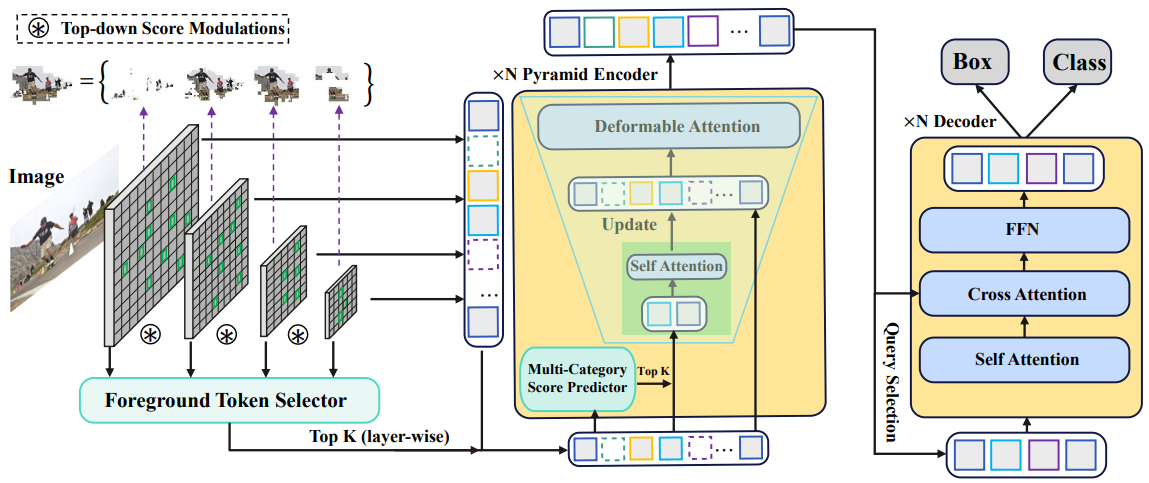 Top-down Score Modulations
Image
Foreground Token Selector
Top K (layer-wise)
×N Pyramid Encoder
Deformable Attention
Update
Self Attention
Multi-Category
Score Predictor
Top K
Query Selection
Box
Class
×N Decoder
FFN
Cross Attention
Self Attention